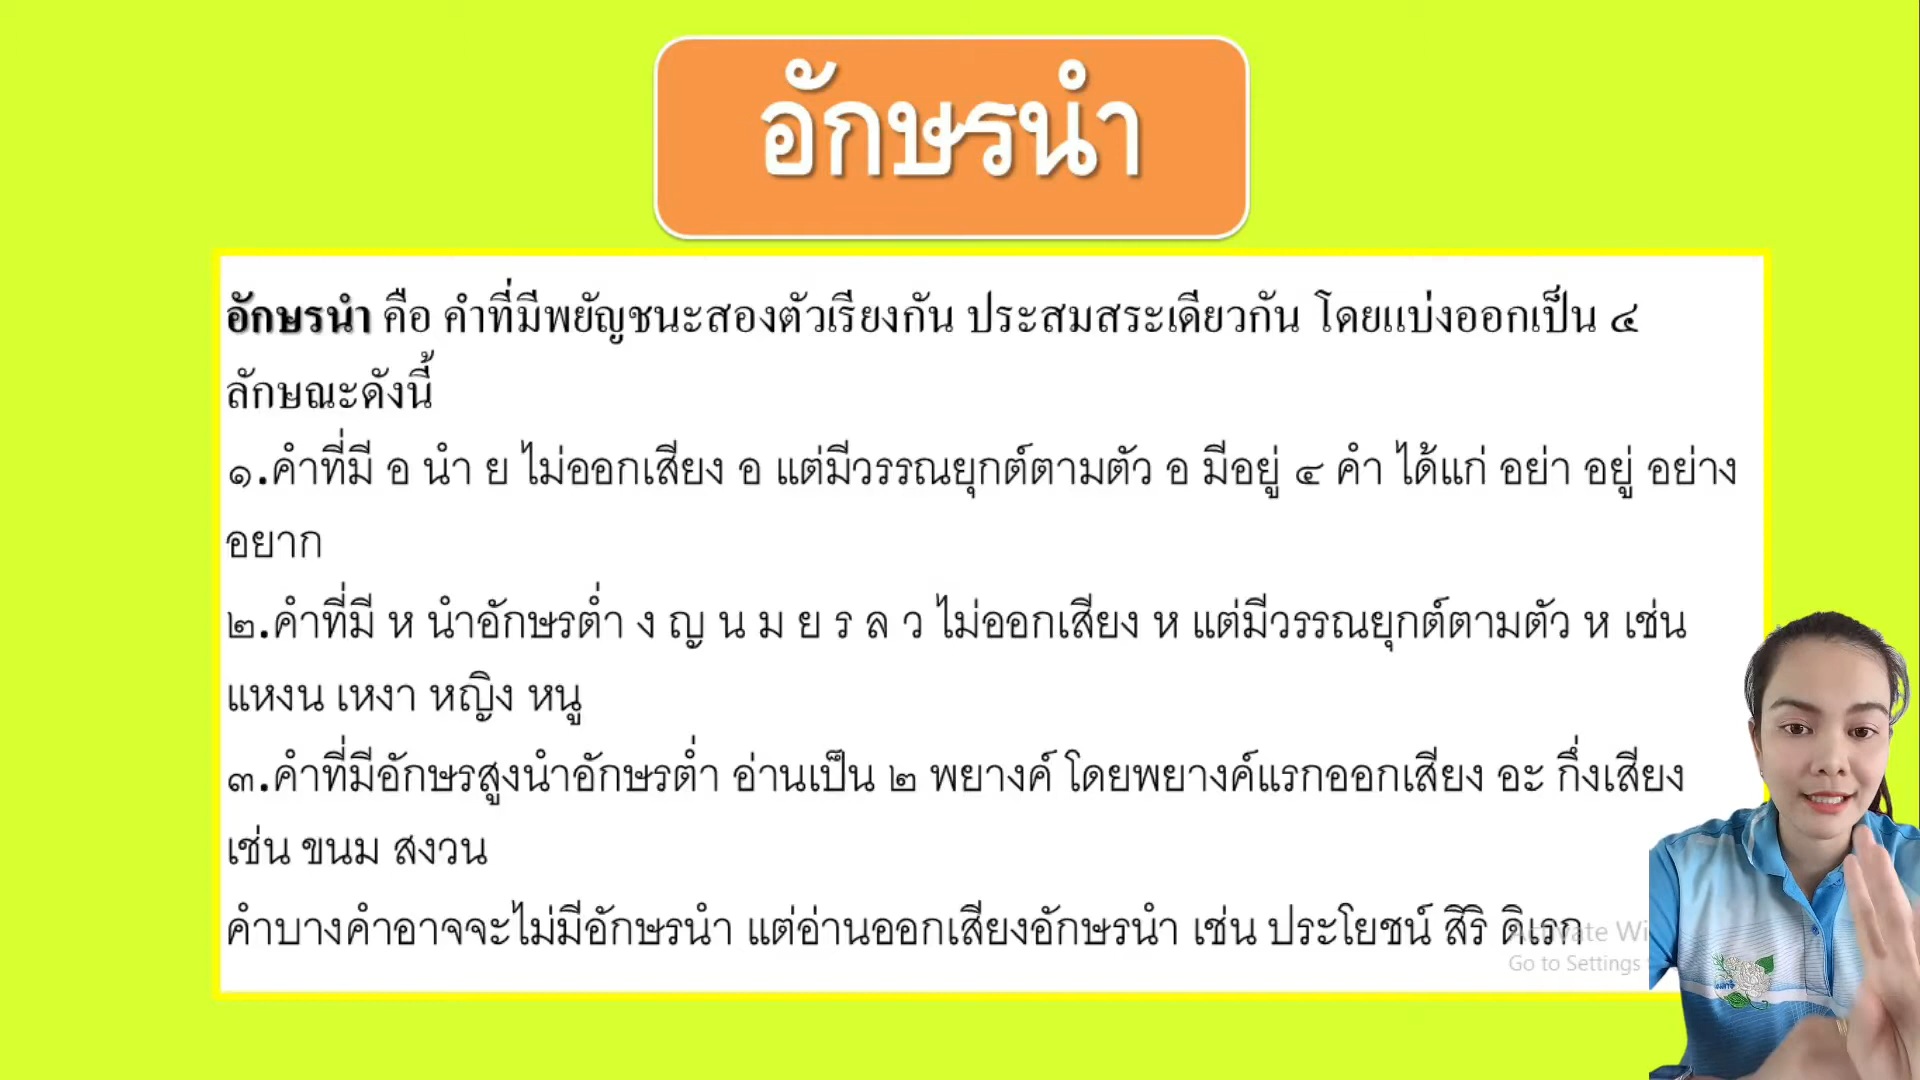 อักษรนำ
อักษรนำ คือ คำที่มีพยัญชนะสองตัวเรียงกัน ประสมสระเดียวกัน โดยแบ่งออกเป็น ๔
ลักษณะดังนี้
๑.คำที่มี อ นำ ย ไม่ออกเสียง อ แต่มีวรรณยุกต์ตามตัว อ มีอยู่ ๔ คำ ได้แก่ อย่า อยู่ อย่าง
อยาก
๒.คำที่มี ห นำอักษรต่ำ ง ญ น ม ย ร ล ว ไม่ออกเสียง ห แต่มีวรรณยุกต์ตามตัว ห เช่น
แหงน เหงา หญิง หนู
๓.คำที่มีอักษรสูงนำอักษรต่ำ อ่านเป็น ๒ พยางค์ โดยพยางค์แรกออกเสียง อะ กึ่งเสียง
เช่น ขนม สงวน
คำบางคำอาจจะไม่มีอักษรนำ แต่อ่านออกเสียงอักษรนำ เช่น ประโยชน์ สิริ ดิเรก
Activate Wi
Go to Settings